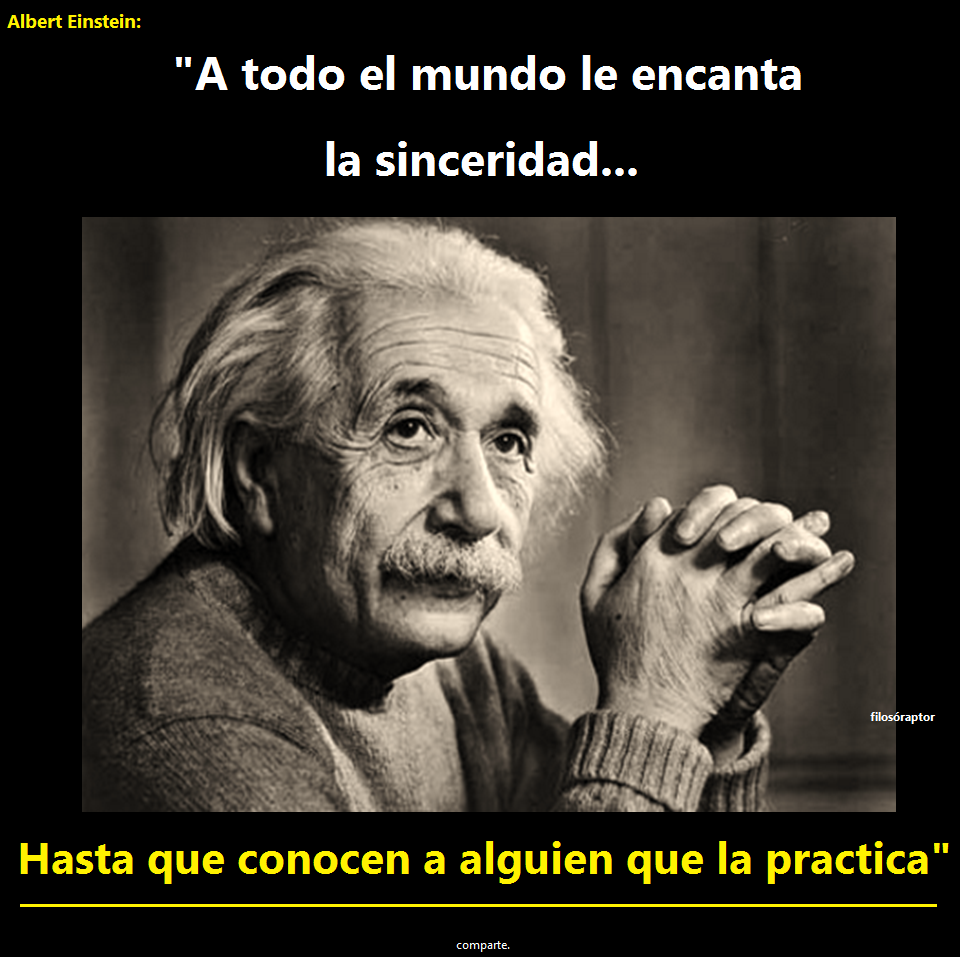 Albert Einstein:
"A todo el mundo le encanta
la sinceridad...
filosóraptor
Hasta que conocen a alguien que la practica"
comparte.